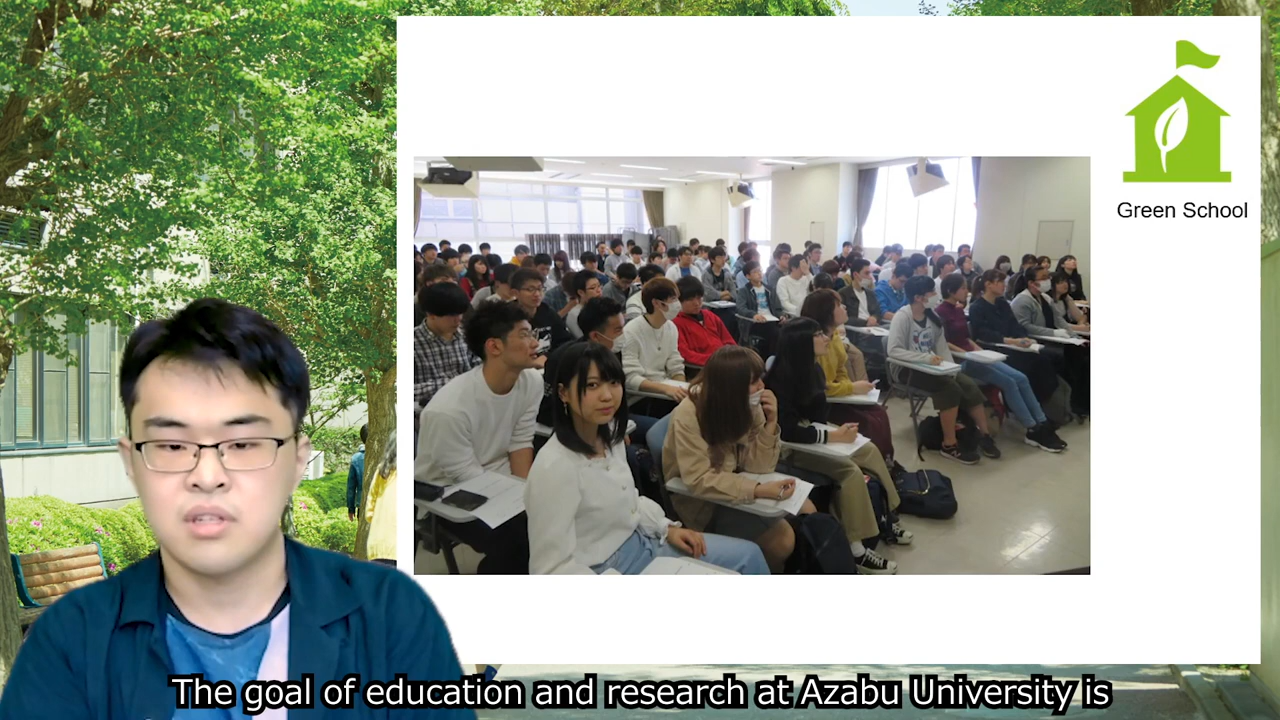 Green School
The goal of education and research at Azabu University is